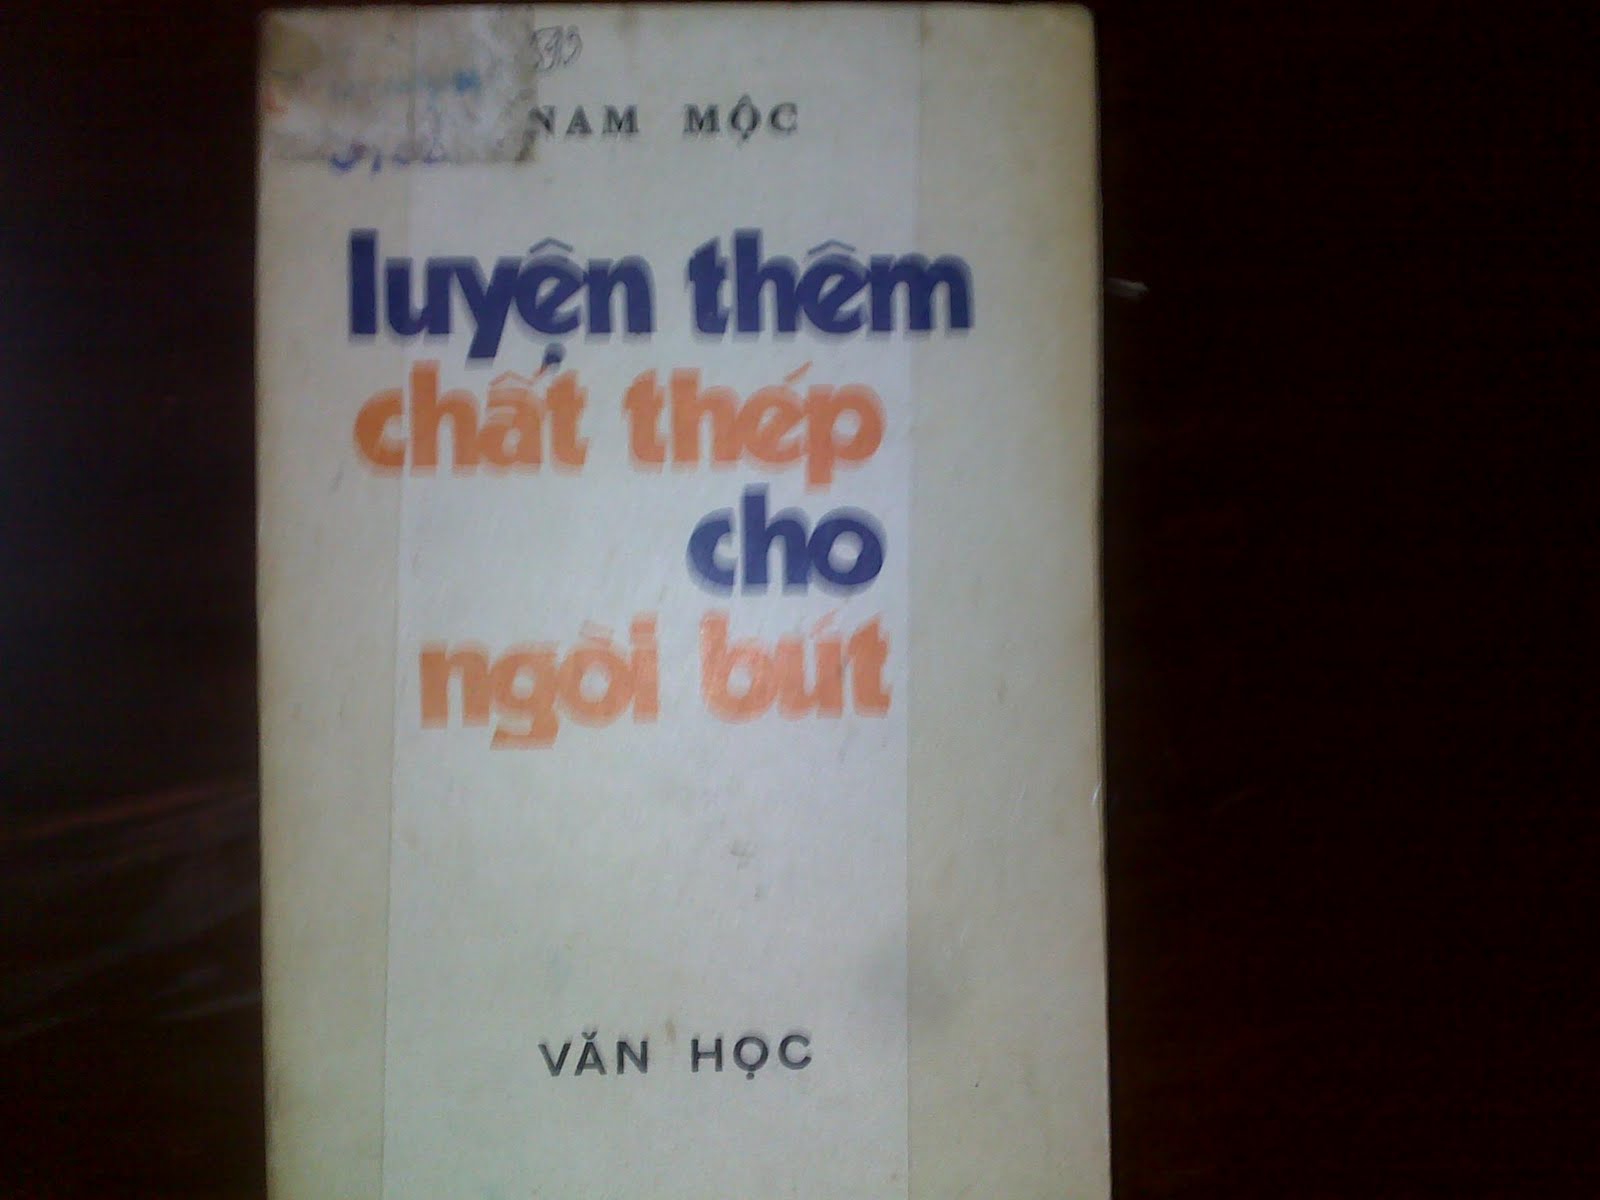 NAM MỘC
luyện thêm
chất thép
cho
ngòi bút
VĂN HỌC